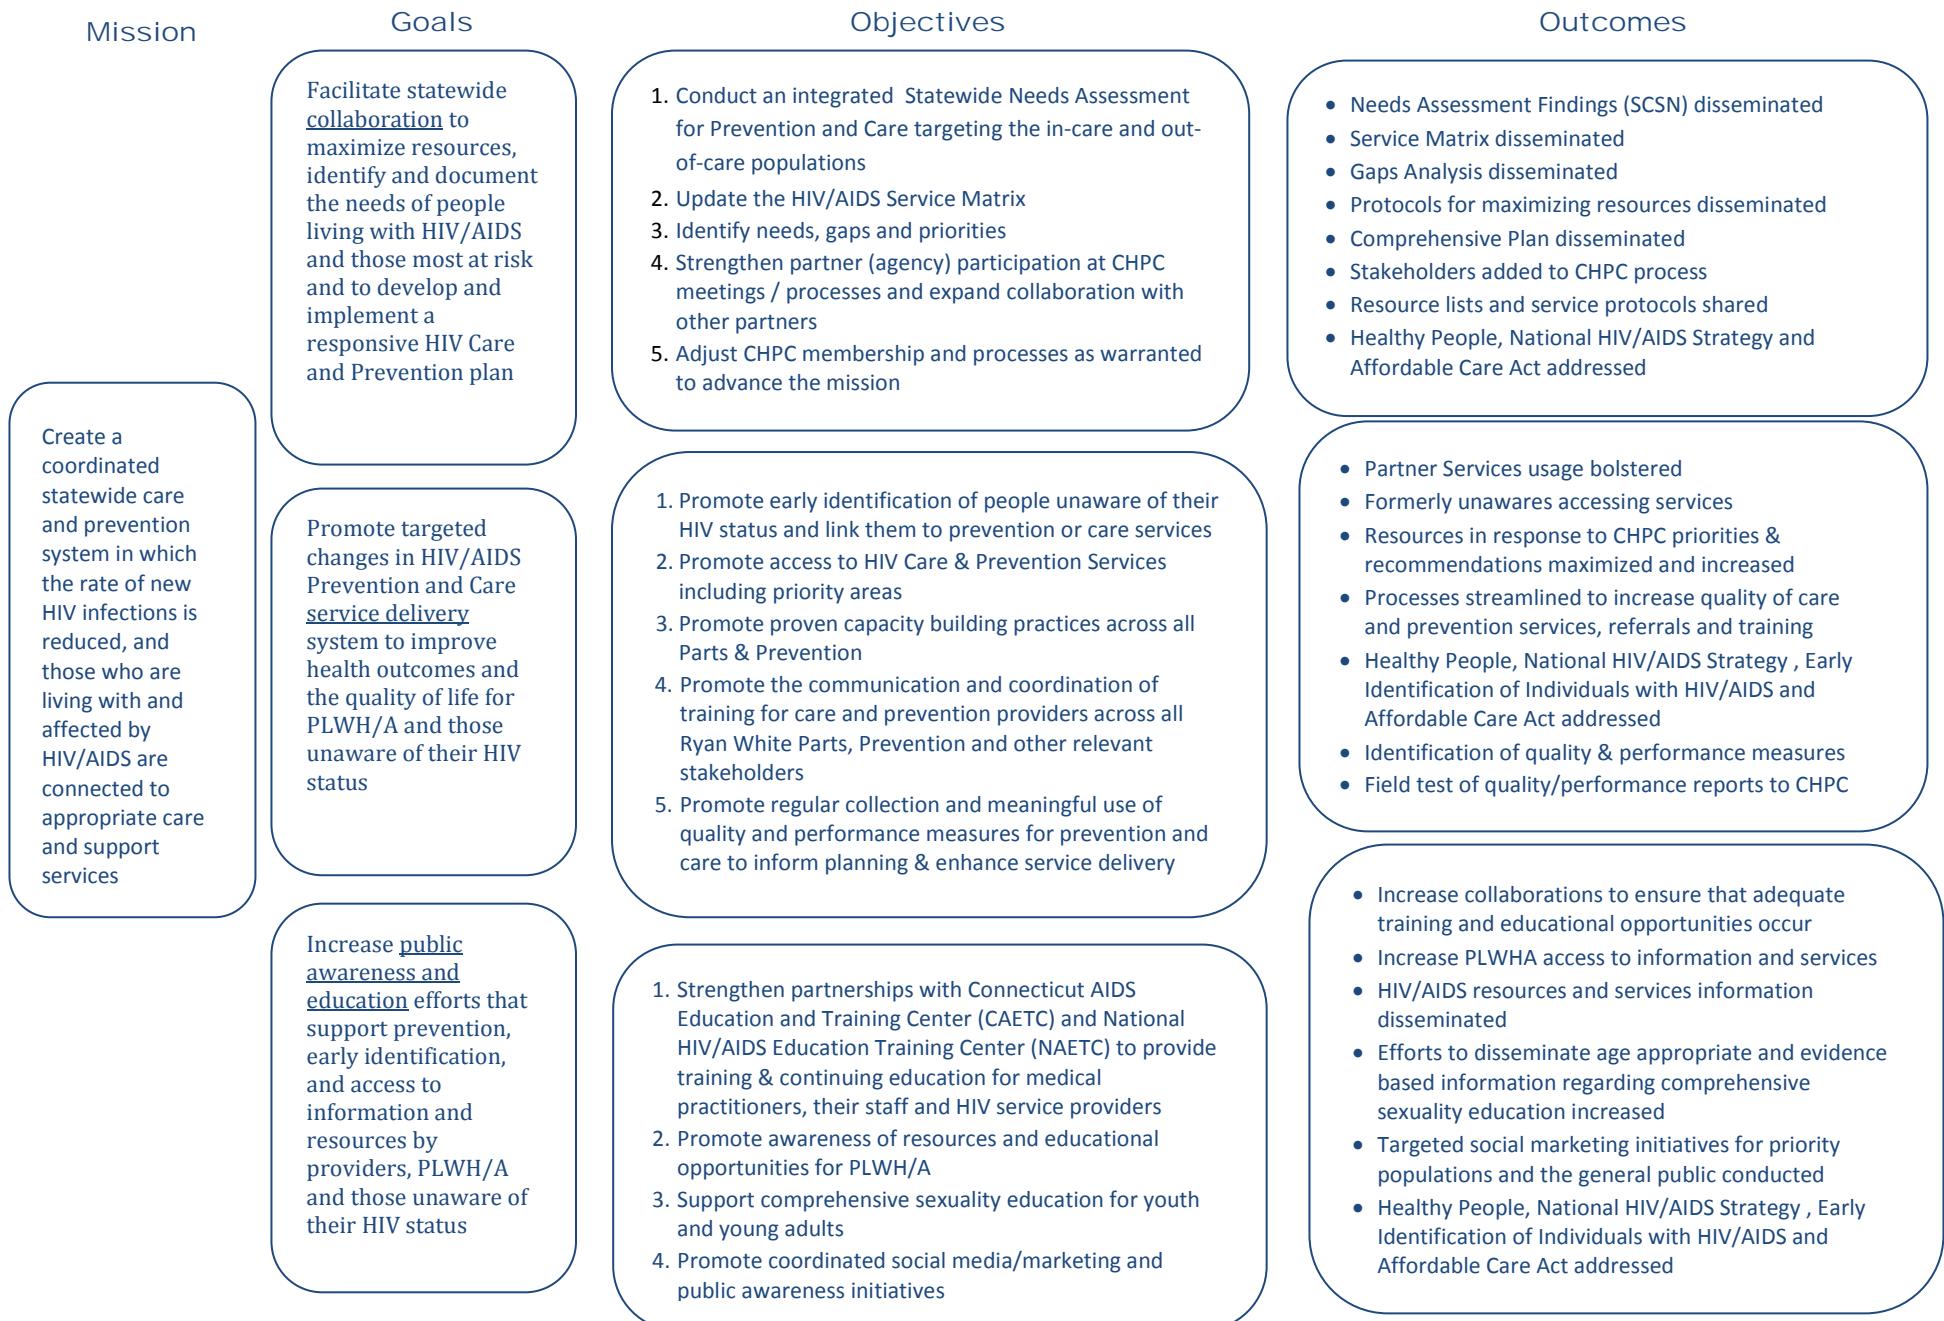 Mission
Goals
Objectives
Outcomes
Create a
coordinated
statewide care
and prevention
system in which
the rate of new
HIV infections is
reduced, and
those who are
living with and
affected by
HIV/AIDS are
connected to
appropriate care
and support
services
Facilitate statewide
collaboration to
maximize resources,
identify and document
the needs of people
living with HIV/AIDS
and those most at risk
and to develop and
implement a
responsive HIV Care
and Prevention plan
1. Conduct an integrated  Statewide Needs Assessment
for Prevention and Care targeting the in-care and out-
of-care populations
2. Update the HIV/AIDS Service Matrix
3. Identify needs, gaps and priorities
4. Strengthen partner (agency) participation at CHPC
meetings / processes and expand collaboration with
other partners
5. Adjust CHPC membership and processes as warranted
to advance the mission
• Needs Assessment Findings (SCSN) disseminated
• Service Matrix disseminated
• Gaps Analysis disseminated
• Protocols for maximizing resources disseminated
• Comprehensive Plan disseminated
• Stakeholders added to CHPC process
• Resource lists and service protocols shared
• Healthy People, National HIV/AIDS Strategy and
Affordable Care Act addressed
Promote targeted
changes in HIV/AIDS
Prevention and Care
service delivery
system to improve
health outcomes and
the quality of life for
PLWH/A and those
unaware of their HIV
status
1. Promote early identification of people unaware of their
HIV status and link them to prevention or care services
2. Promote access to HIV Care & Prevention Services
including priority areas
3. Promote proven capacity building practices across all
Parts & Prevention
4. Promote the communication and coordination of
training for care and prevention providers across all
Ryan White Parts, Prevention and other relevant
stakeholders
5. Promote regular collection and meaningful use of
quality and performance measures for prevention and
care to inform planning & enhance service delivery
• Partner Services usage bolstered
• Formerly unawares accessing services
• Resources in response to CHPC priorities &
recommendations maximized and increased
• Processes streamlined to increase quality of care
and prevention services, referrals and training
• Healthy People, National HIV/AIDS Strategy , Early
Identification of Individuals with HIV/AIDS and
Affordable Care Act addressed
• Identification of quality & performance measures
• Field test of quality/performance reports to CHPC
Increase public
awareness and
education efforts that
support prevention,
early identification,
and access to
information and
resources by
providers, PLWH/A
and those unaware of
their HIV status
1. Strengthen partnerships with Connecticut AIDS
Education and Training Center (CAETC) and National
HIV/AIDS Education Training Center (NAETC) to provide
training & continuing education for medical
practitioners, their staff and HIV service providers
2. Promote awareness of resources and educational
opportunities for PLWH/A
3. Support comprehensive sexuality education for youth
and young adults
4. Promote coordinated social media/marketing and
public awareness initiatives
• Increase collaborations to ensure that adequate
training and educational opportunities occur
• Increase PLWHA access to information and services
• HIV/AIDS resources and services information
disseminated
• Efforts to disseminate age appropriate and evidence
based information regarding comprehensive
sexuality education increased
• Targeted social marketing initiatives for priority
populations and the general public conducted
• Healthy People, National HIV/AIDS Strategy , Early
Identification of Individuals with HIV/AIDS and
Affordable Care Act addressed